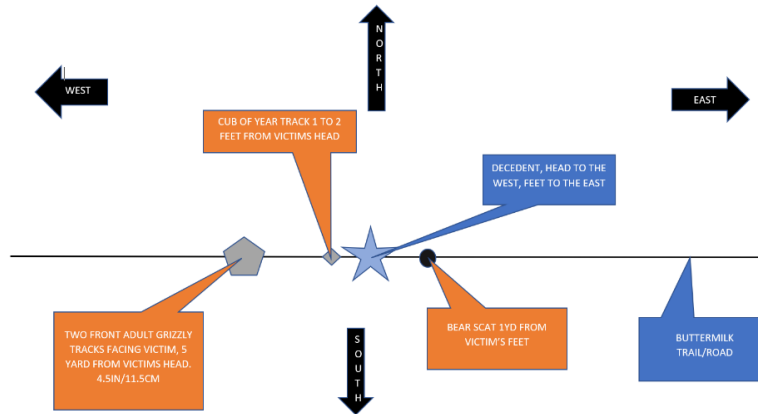 NORTH
WEST
EAST
CUB OF YEAR TRACK 1 TO 2
FEET FROM VICTIMS HEAD
DECEDENT, HEAD TO THE
WEST, FEET TO THE EAST
TWO FRONT ADULT GRIZZLY
TRACKS FACING VICTIM, 5
YARD FROM VICTIMS HEAD.
4.5IN/11.5CM
SOUTH
BEAR SCAT 1YD FROM
VICTIM'S FEET
BUTTERMILK
TRAIL/ROAD